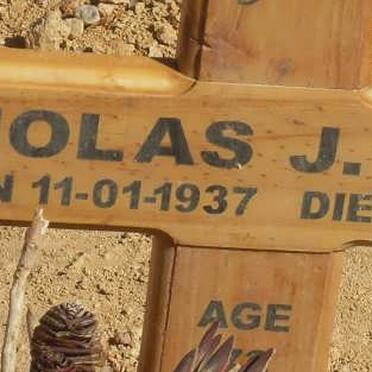 OLAS J.
N 11-01-1937 DIE
AGE